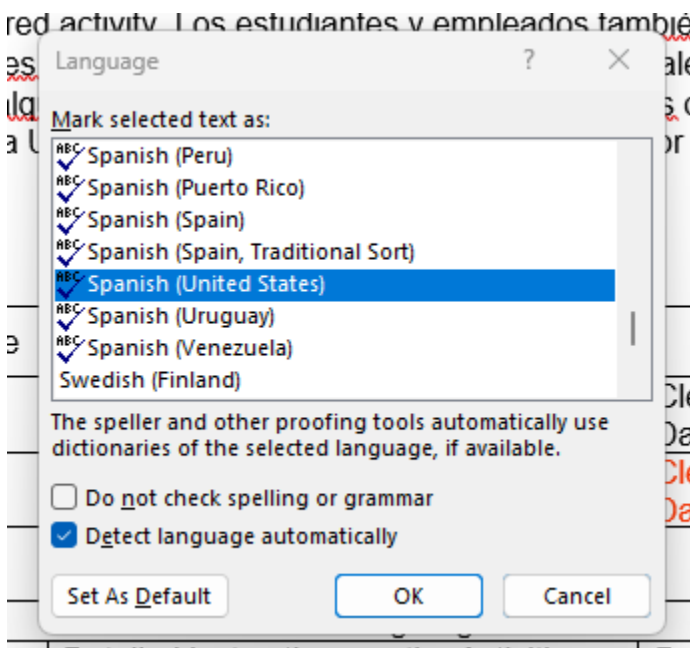 red activity. Los estudiantes y empleados
Language
?
Mark selected text as:
Spanish (Peru)
Spanish (Puerto Rico)
Spanish (Spain)
Spanish (Spain, Traditional Sort)
Spanish (United States)
Spanish (Uruguay)
Spanish (Venezuela)
Swedish (Finland)
The speller and other proofing tools automatically use
dictionaries of the selected language, if available.
Do not check spelling or grammar
Detect language automatically
Set As Default OK Cancel